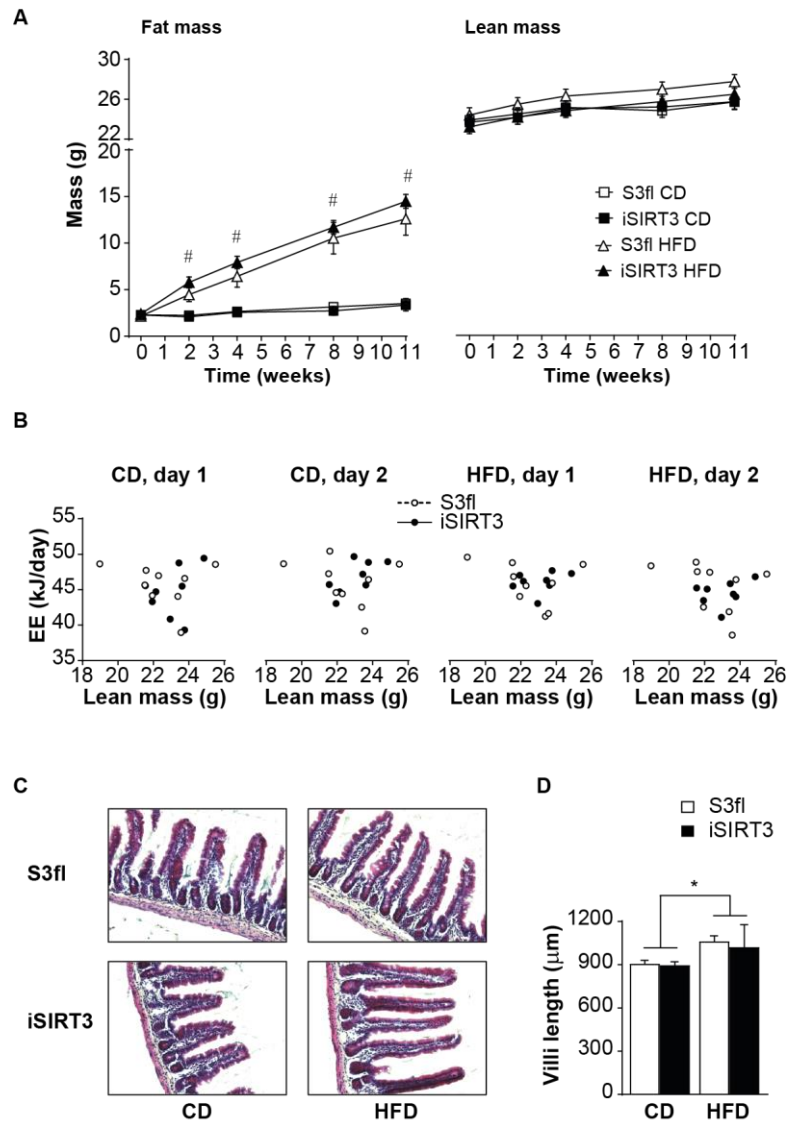 A
Fat mass
Lean mass
30
26
22
20
15
10
5
0
Mass (g)
#
#
#
#
0 1 2 3 4 5 6 7 8 9 10 11
Time (weeks)
S3fl CD
iSIRT3 CD
S3fl HFD
iSIRT3 HFD
0 1 2 3 4 5 6 7 8 9 10 11
Time (weeks)
B
CD, day 1
CD, day 2
HFD, day 1
HFD, day 2
S3fl
iSIRT3
EE (kJ/day)
55
50
45
40
35
18 20 22 24 26
18 20 22 24 26
18 20 22 24 26
18 20 22 24 26
Lean mass (g)
Lean mass (g)
Lean mass (g)
Lean mass (g)
C
S3fl
iSIRT3
CD
HFD
D
S3fl
iSIRT3
*
Villi length (µm)
1200
900
600
300
0
CD
HFD